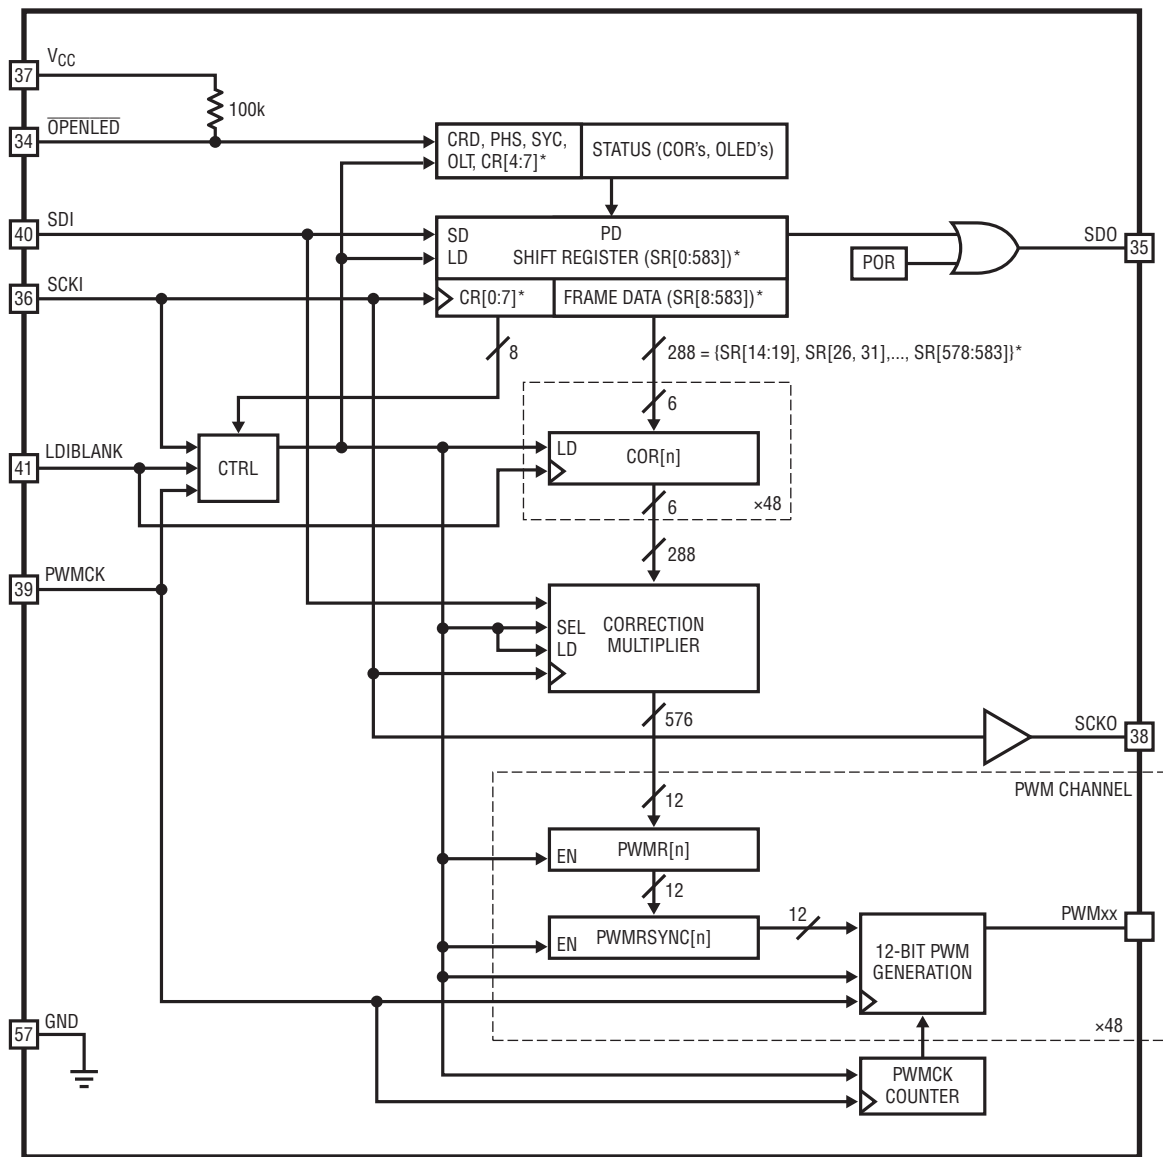 VCC
37
100k
OPENLED
34
CRD, PHS, SYC,
OLT, CR[4:7]*
STATUS (COR's, OLED's)
SDI
40
SD
LD
PD
SHIFT REGISTER (SR[0:583])*
POR
SDO
35
SCKI
36
CR[0:7]*
FRAME DATA (SR[8:583])*
8
288 = {SR[14:19], SR[26, 31],..., SR[578:583]}*
6
LDIBLANK
41
CTRL
LD
COR[n]
6
×48
288
PWMCK
39
SEL
LD
CORRECTION
MULTIPLIER
576
SCKO
38
PWM CHANNEL
12
EN
PWMR[n]
12
EN
PWMRSYNC[n]
12
12-BIT PWM
GENERATION
PWMxx
×48
GND
57
PWMCK
COUNTER